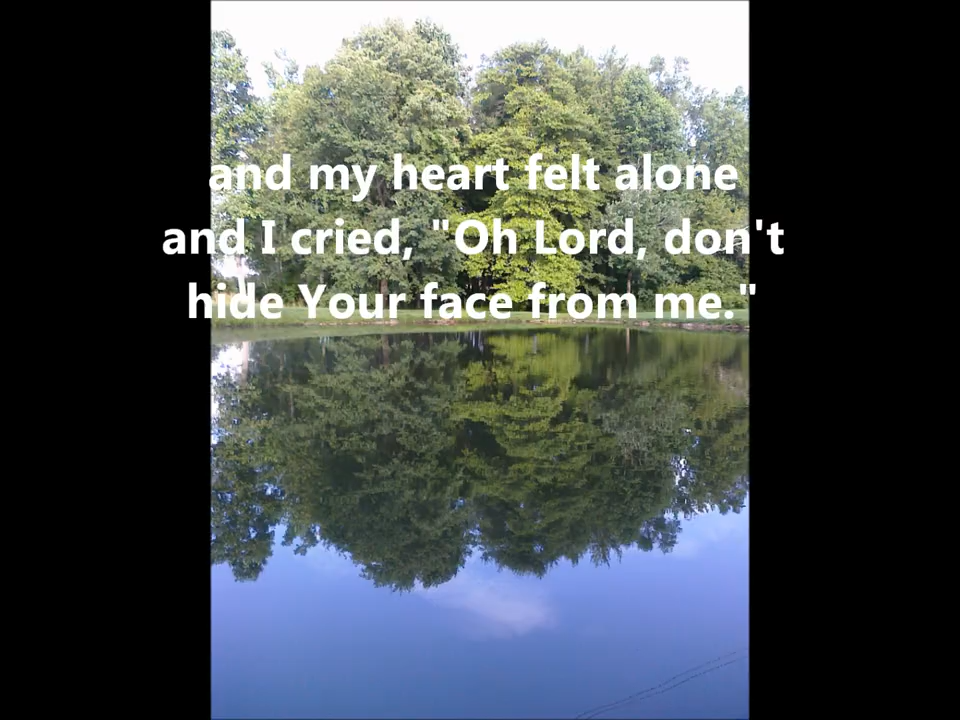 and my heart felt alone
and I cried, "Oh Lord, don't
hide Your face from me."